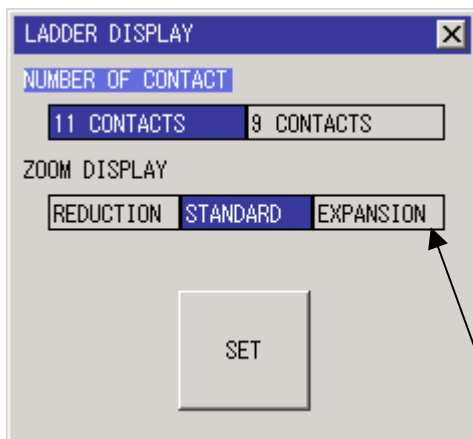 LADDER DISPLAY
NUMBER OF CONTACT
11 CONTACTS 9 CONTACTS
ZOOM DISPLAY
REDUCTION STANDARD EXPANSION
SET